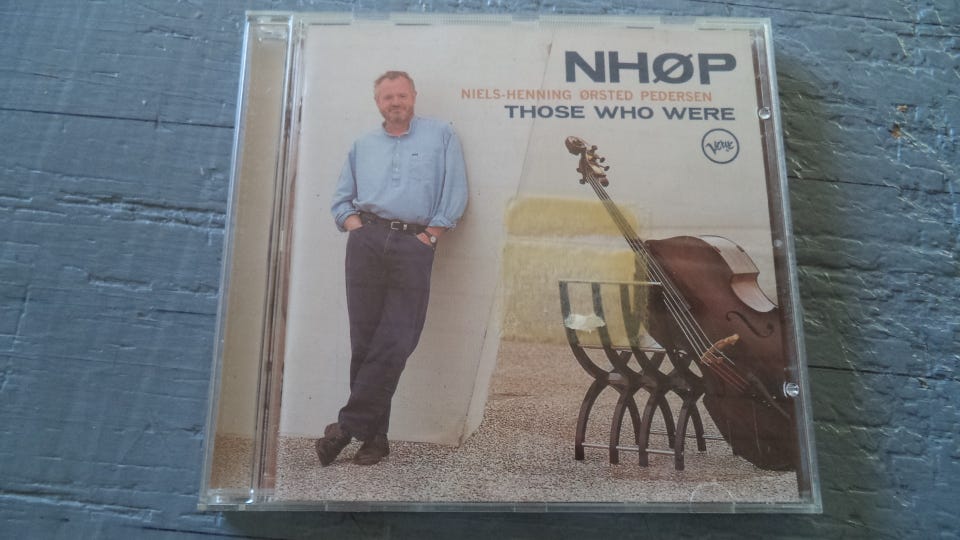 NHØP
NIELS-HENNING ØRSTED PEDERSEN
THOSE WHO WERE
Verve